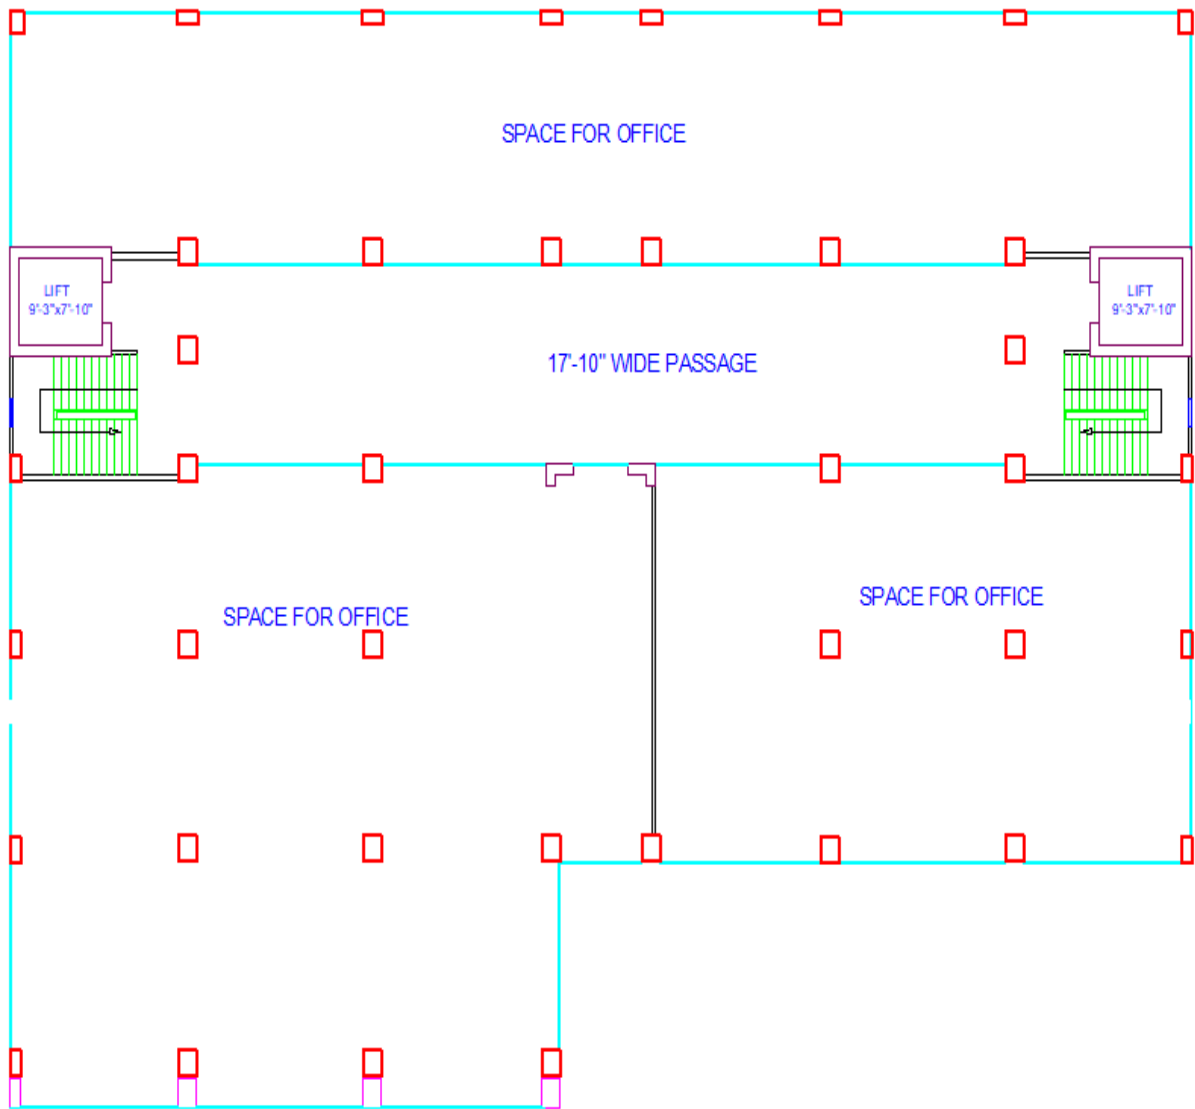 SPACE FOR OFFICE
LIFT
9'-3"x7'-10"
LIFT
9'-3"x7'-10"
17'-10" WIDE PASSAGE
SPACE FOR OFFICE
SPACE FOR OFFICE